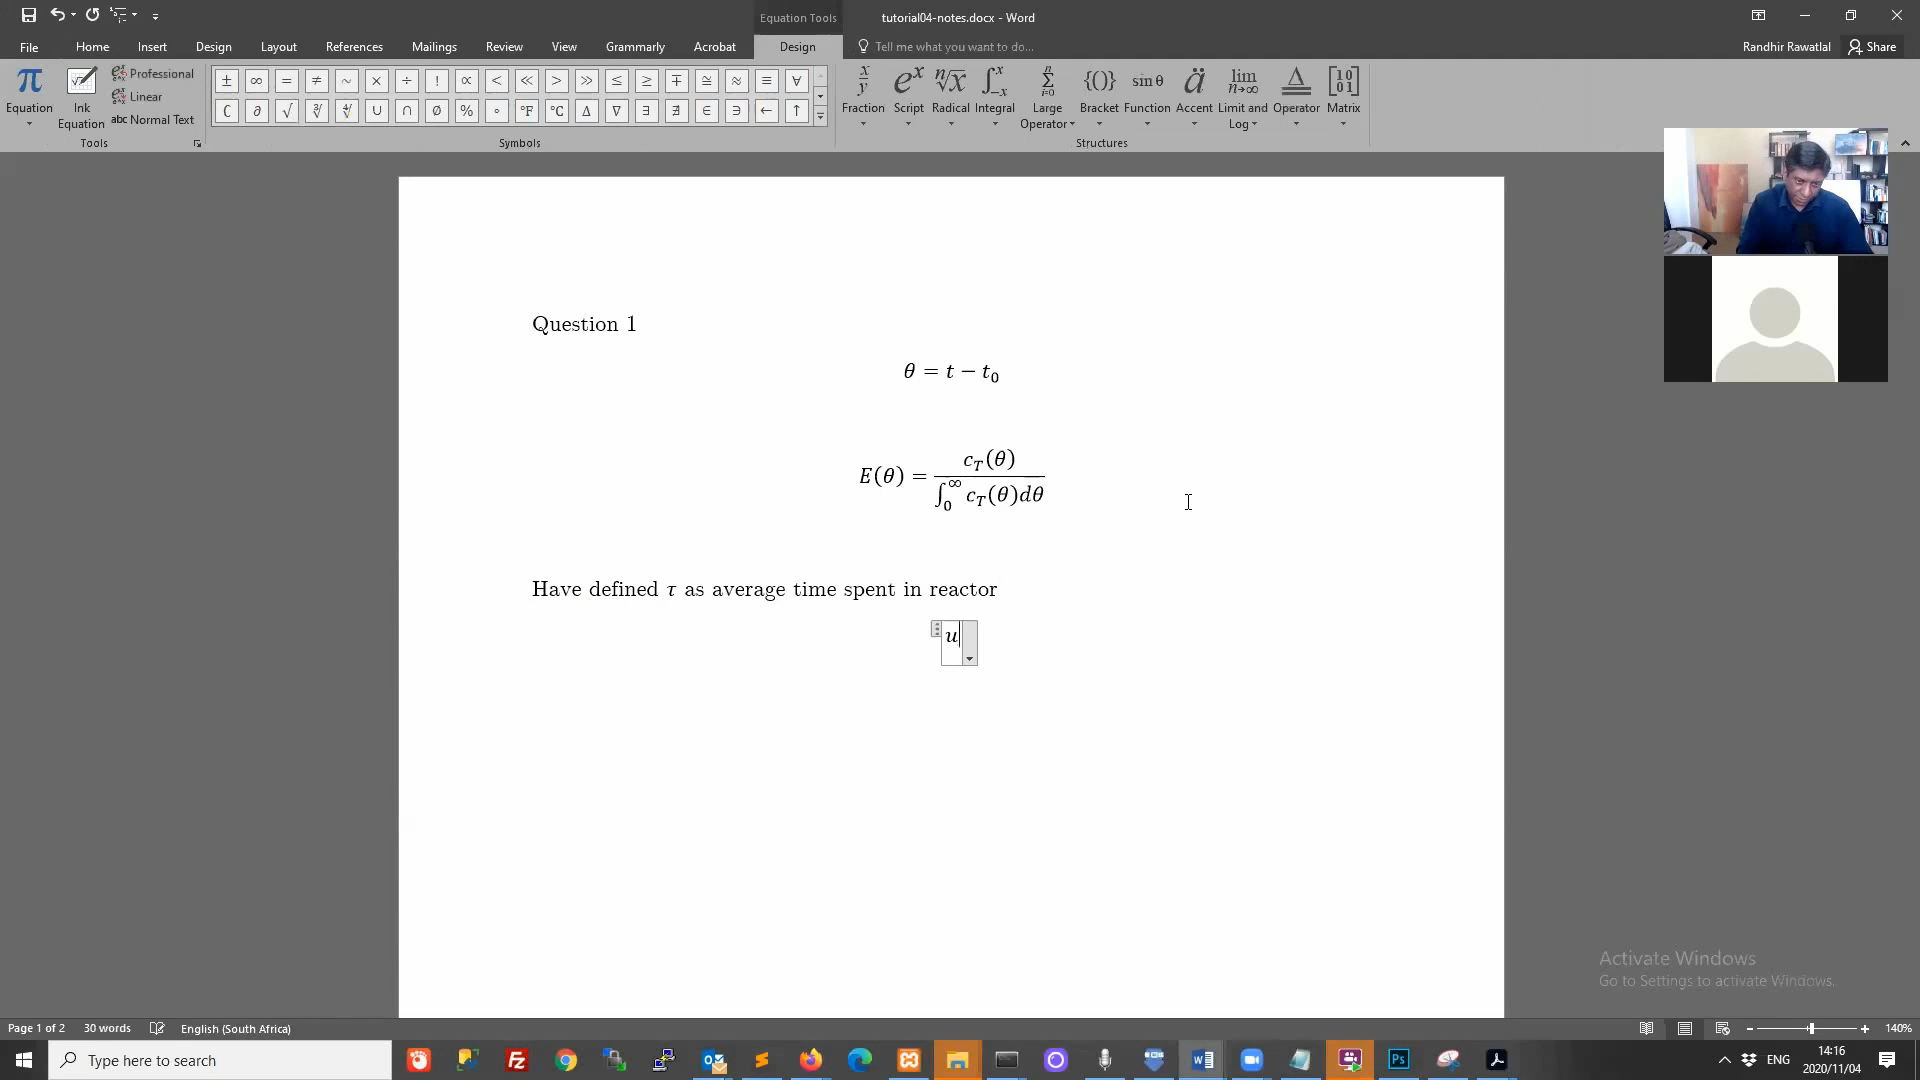 Equation Tools
tutorial04-notes.docx - Word
File Home Insert Design Layout References Mailings Review View Grammarly Acrobat Design Tell me what you want to do... Randhir Rawatlal Share
π Equation
Ink Equation
Professional
Linear
abc Normal Text
Tools
± ∞ = ≠ ~ × ÷ ! ∝ < ≪ > ≫ ≤ ≥ ∓ ≅ ≈ ≡ ∀
∁ ∂ √ ∛ ∜ ∪ ∩ ∅ % ° °F °C ∆ ∇ ∃ ∄ ∈ ∋ ← ↑
Symbols
Fraction Script Radical Integral Large Operator Bracket Function Accent Limit and Log Operator Matrix
Structures
Question 1
θ = t − t₀
E(θ) = c_T(θ) / ∫₀^∞ c_T(θ)dθ
Have defined τ as average time spent in reactor
u
Activate Windows
Go to Settings to activate Windows.
Page 1 of 2 30 words English (South Africa) 140%
Type here to search
ENG
14:16
2020/11/04